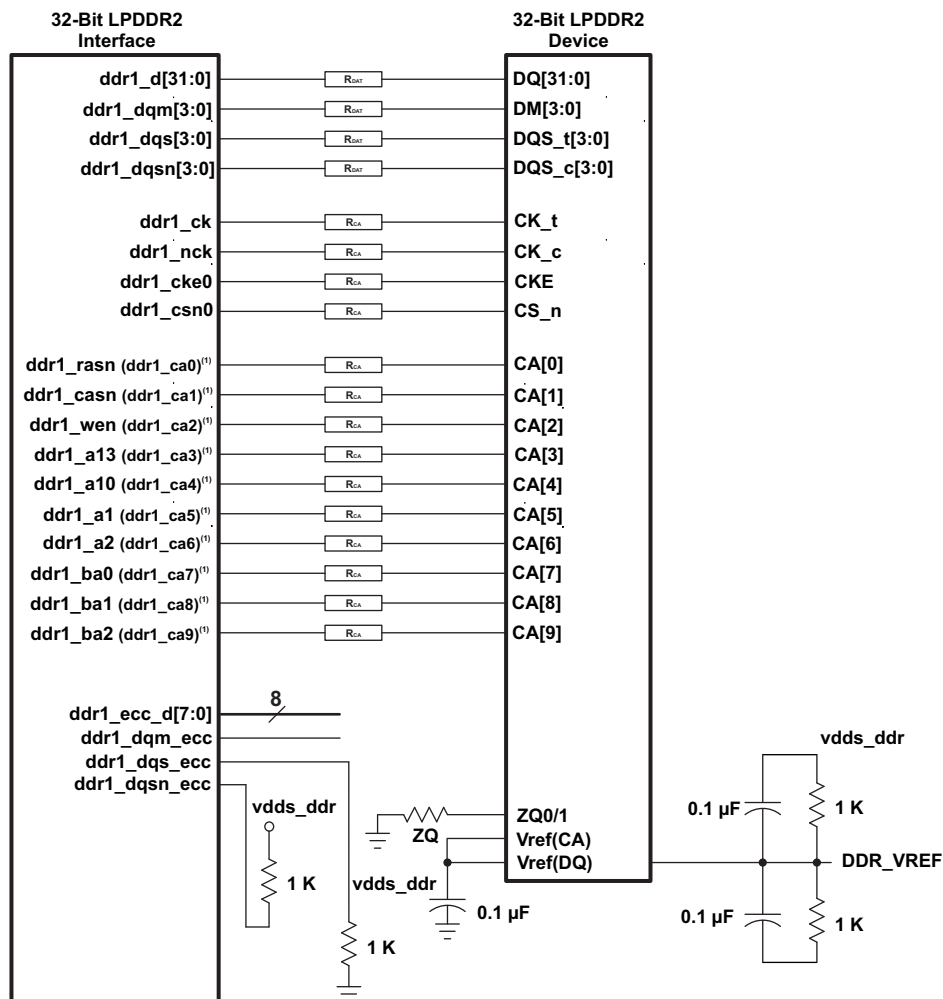 32-Bit LPDDR2
Interface
32-Bit LPDDR2
Device
ddr1_d[31:0] RDAT DQ[31:0]
ddr1_dqm[3:0] RDAT DM[3:0]
ddr1_dqs[3:0] RDAT DQS_t[3:0]
ddr1_dqsn[3:0] RDAT DQS_c[3:0]
ddr1_ck RCA CK_t
ddr1_nck RCA CK_c
ddr1_cke0 RCA CKE
ddr1_csn0 RCA CS_n
ddr1_rasn (ddr1_ca0)(1) RCA CA[0]
ddr1_casn (ddr1_ca1)(1) RCA CA[1]
ddr1_wen (ddr1_ca2)(1) RCA CA[2]
ddr1_a13 (ddr1_ca3)(1) RCA CA[3]
ddr1_a10 (ddr1_ca4)(1) RCA CA[4]
ddr1_a1 (ddr1_ca5)(1) RCA CA[5]
ddr1_a2 (ddr1_ca6)(1) RCA CA[6]
ddr1_ba0 (ddr1_ca7)(1) RCA CA[7]
ddr1_ba1 (ddr1_ca8)(1) RCA CA[8]
ddr1_ba2 (ddr1_ca9)(1) RCA CA[9]
ddr1_ecc_d[7:0] 8
ddr1_dqm_ecc
ddr1_dqs_ecc
ddr1_dqsn_ecc
vdds_ddr
1 K
1 K
ZQ
ZQ0/1
Vref(CA)
Vref(DQ)
vdds_ddr
0.1 µF
vdds_ddr
0.1 µF
1 K
DDR_VREF
0.1 µF
1 K